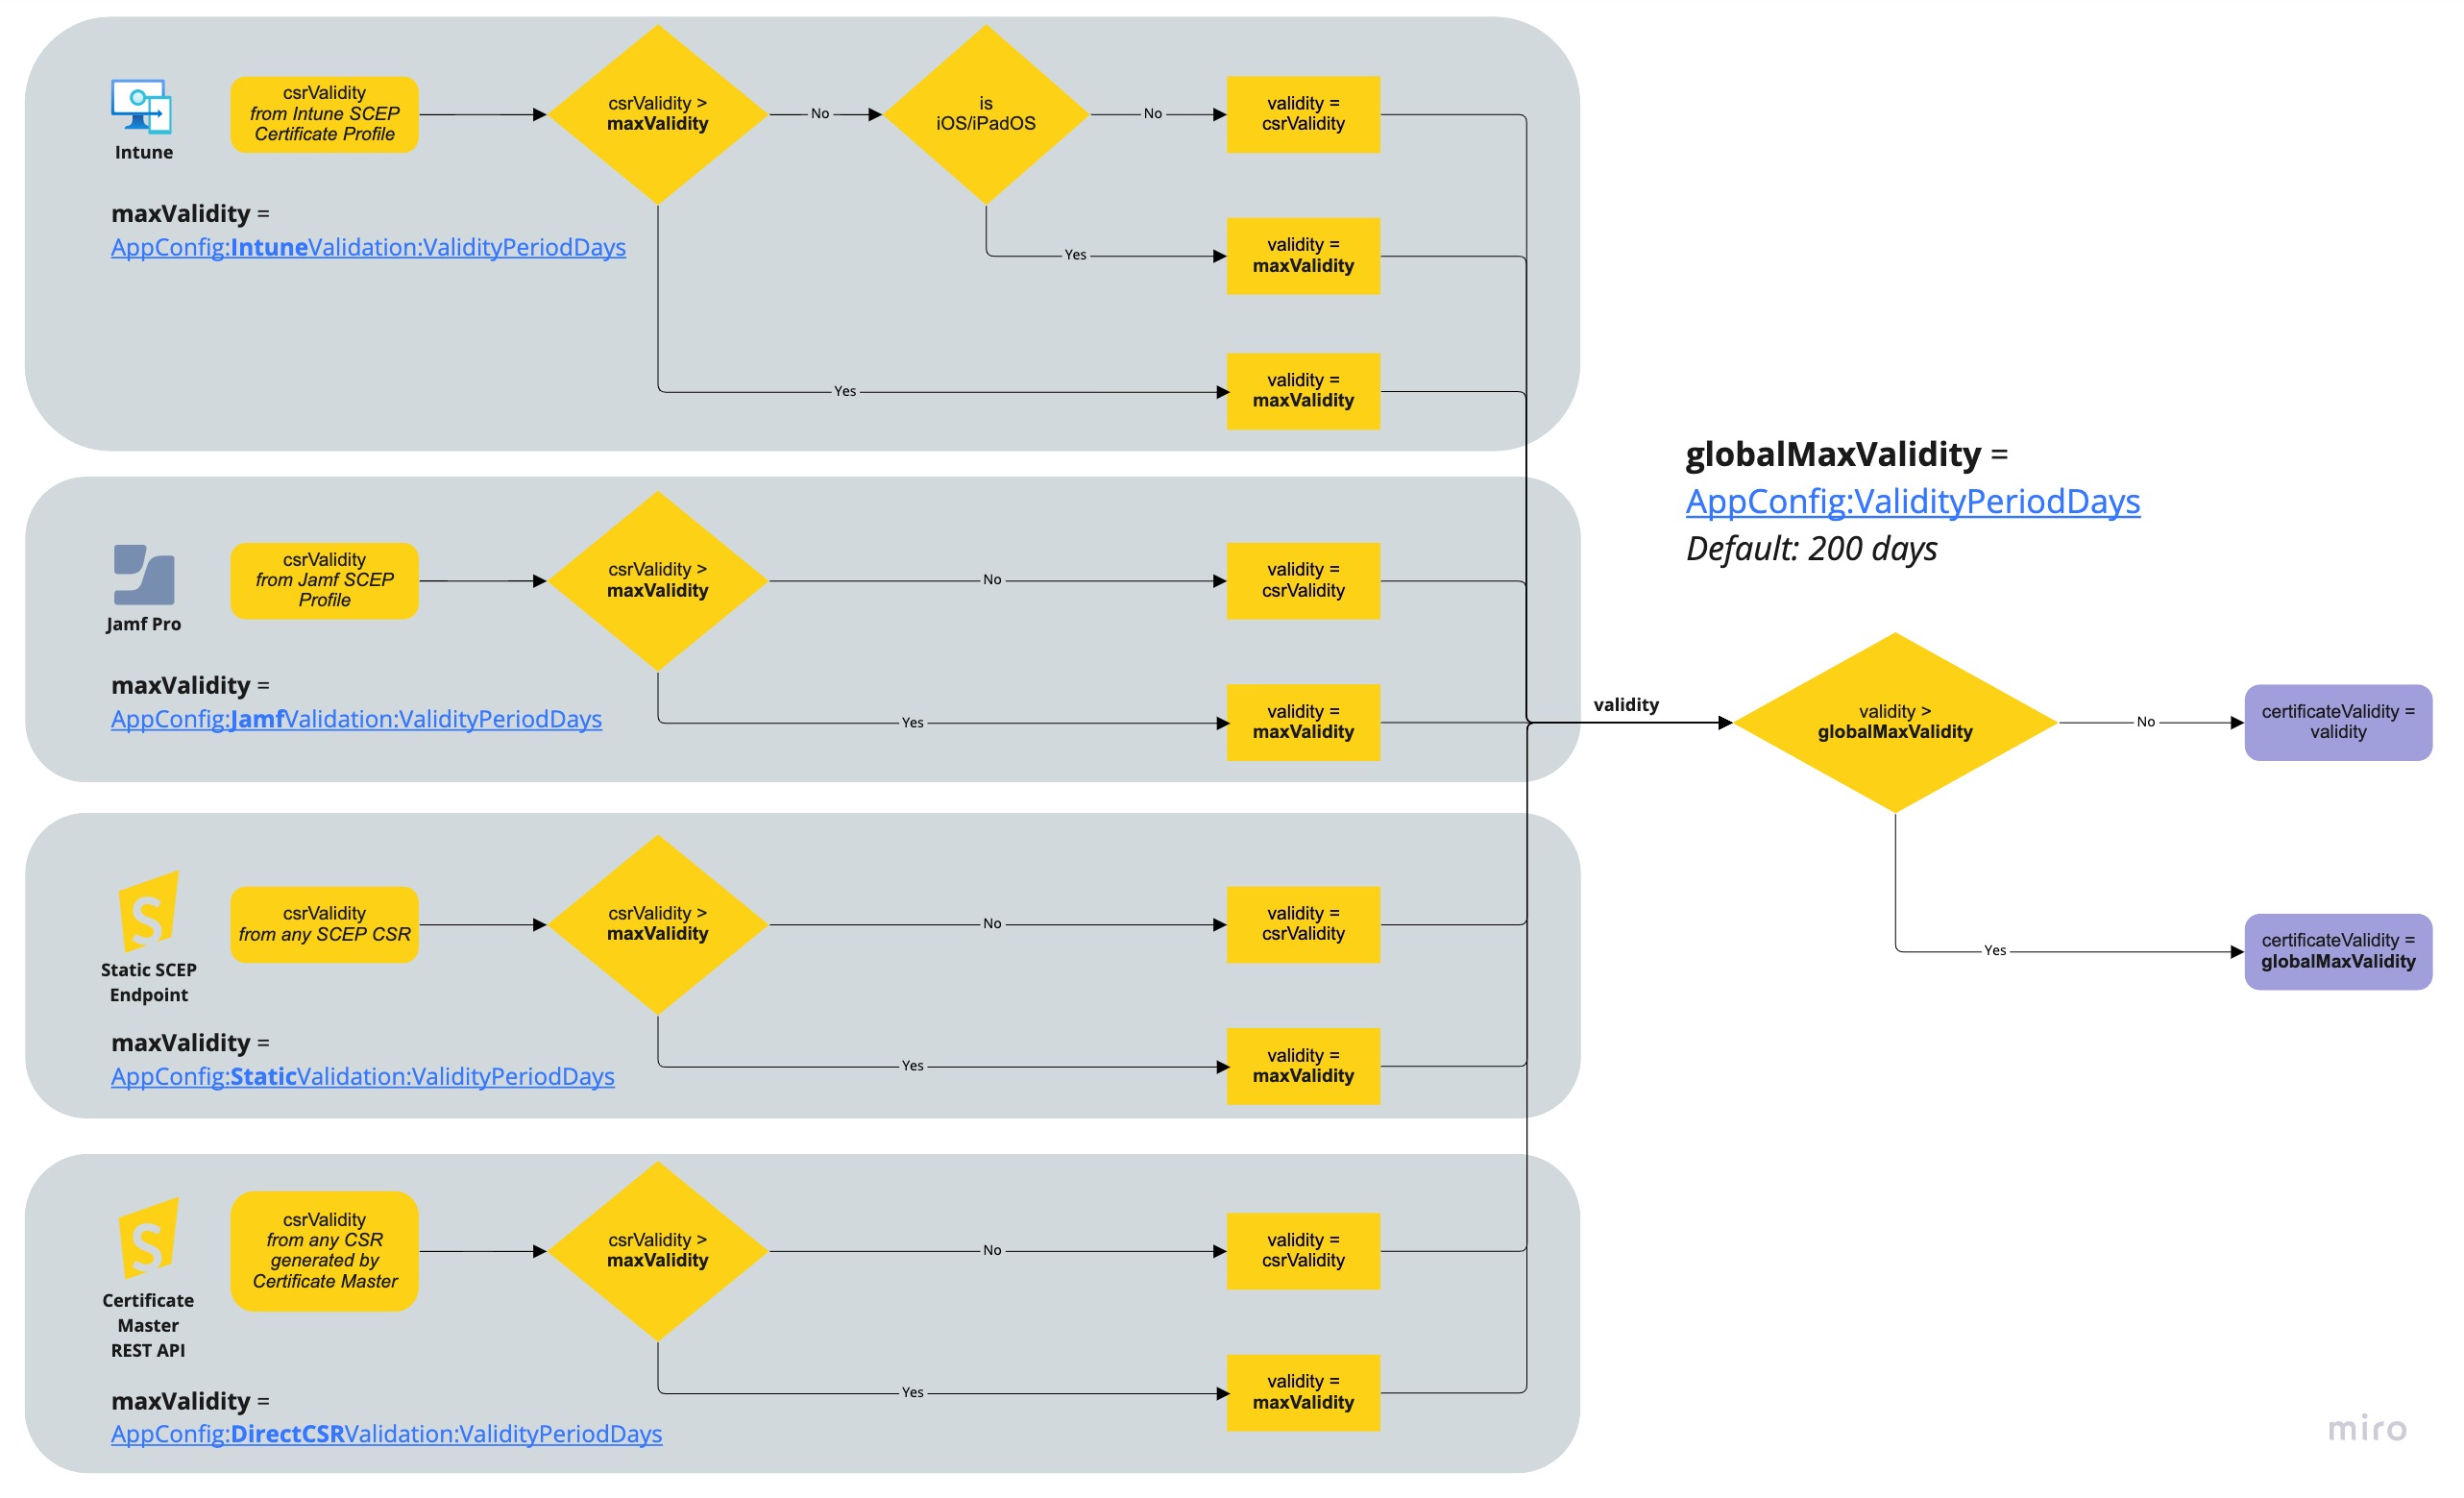 csrValidity
from Intune SCEP
Certificate Profile
csrValidity >
maxValidity
No
is
iOS/iPadOS
No
validity =
csrValidity
Intune
maxValidity =
AppConfig:IntuneValidation:ValidityPeriodDays
Yes
validity =
maxValidity
Yes
validity =
maxValidity
csrValidity
from Jamf SCEP
Profile
csrValidity >
maxValidity
No
validity =
csrValidity
Jamf Pro
maxValidity =
AppConfig:JamfValidation:ValidityPeriodDays
Yes
validity =
maxValidity
csrValidity
from any SCEP CSR
csrValidity >
maxValidity
No
validity =
csrValidity
Static SCEP
Endpoint
maxValidity =
AppConfig:StaticValidation:ValidityPeriodDays
Yes
validity =
maxValidity
csrValidity
from any CSR
generated by
Certificate Master
csrValidity >
maxValidity
No
validity =
csrValidity
Certificate
Master
REST API
maxValidity =
AppConfig:DirectCSRValidation:ValidityPeriodDays
Yes
validity =
maxValidity
globalMaxValidity =
AppConfig:ValidityPeriodDays
Default: 200 days
validity
validity >
globalMaxValidity
No
certificateValidity =
validity
Yes
certificateValidity =
globalMaxValidity
miro